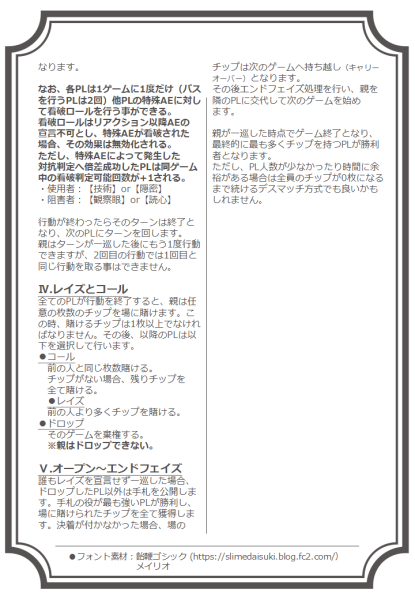 なります。
なお、各PLは1ゲームに1度だけ（パス
を行うPLは2回）他PLの特殊AEに対し
て看破ロールを行う事ができる。
看破ロールはリアクション以降AEの
宣言不可とし、特殊AEが看破された
場合、その効果は無効化される。
ただし、特殊AEによって発生した
対抗判定へ倍差成功したPLは同ゲーム
中の看破判定可能回数が+1される。
・使用者：【技術】or【隠密】
・阻害者：【観察眼】or【読心】
行動が終わったらそのターンは終了と
なり、次のPLにターンを回します。
親はターンが一巡した後にもう1度行動
できますが、2回目の行動では1回目と
同じ行動を取る事はできません。
Ⅳ.レイズとコール
全てのPLが行動を終了すると、親は任
意の枚数のチップを場に賭けます。こ
の時、賭けるチップは1枚以上でなけれ
ばなりません。その後、以降のPLは以
下を選択して行います。
●コール
前の人と同じ枚数賭ける。
チップがない場合、残りチップを
全て賭ける。
●レイズ
前の人より多くチップを賭ける。
●ドロップ
そのゲームを棄権する。
※親はドロップできない。
Ⅴ.オープン～エンドフェイズ
誰もレイズを宣言せず一巡した場合、
ドロップしたPL以外は手札を公開しま
す。手札の役が最も強いPLが勝利し、
場に賭けられたチップを全て獲得しま
す。決着が付かなかった場合、場の
チップは次のゲームへ持ち越し（キャリー
オーバー）となります。
その後エンドフェイズ処理を行い、親を
隣のPLに交代して次のゲームを始め
ます。
親が一巡した時点でゲーム終了となり、
最終的に最も多くチップを持つPLが勝利
者となります。
ただし、PL人数が少なかったり時間に余
裕がある場合は全員のチップが0枚になる
まで続けるデスマッチ方式でも良いかも
しれません。
●フォント素材：飴鞭ゴシック（https://slimedaisuki.blog.fc2.com/）
メイリオ